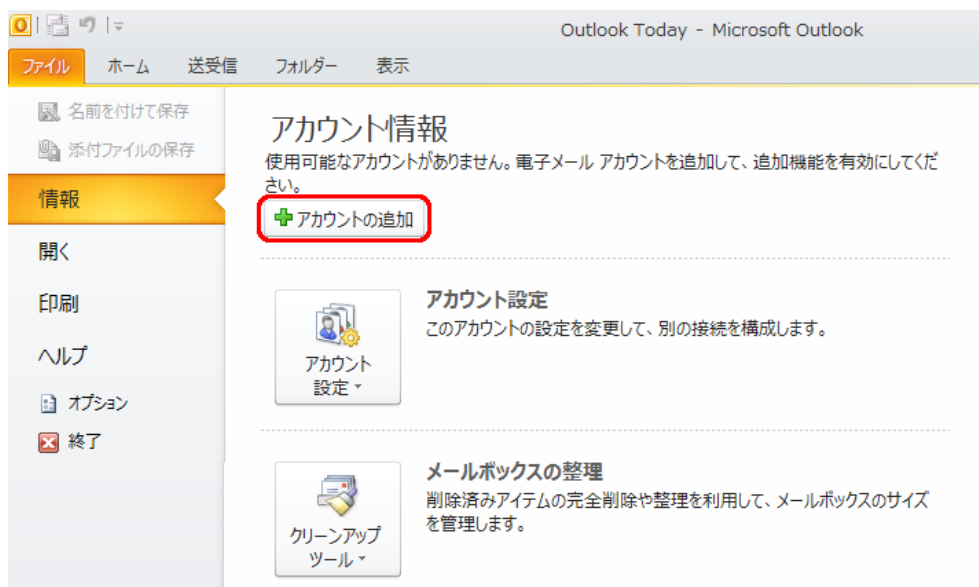 Outlook Today - Microsoft Outlook
ファイル ホーム 送受信 フォルダー 表示
名前を付けて保存
添付ファイルの保存
情報
開く
印刷
ヘルプ
オプション
終了
アカウント情報
使用可能なアカウントがありません。電子メール アカウントを追加して、追加機能を有効にしてくだ
さい。
アカウントの追加
アカウント
設定
アカウント設定
このアカウントの設定を変更して、別の接続を構成します。
クリーンアップ
ツール
メールボックスの整理
削除済みアイテムの完全削除や整理を利用して、メールボックスのサイズ
を管理します。